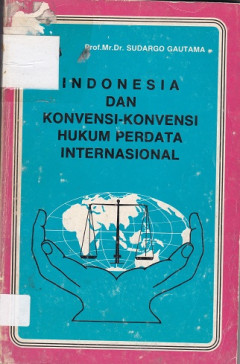 Prof.Mr.Dr. SUDARGO GAUTAMA
INDONESIA
DAN
KONVENSI-KONVENSI
HUKUM PERDATA
INTERNASIONAL